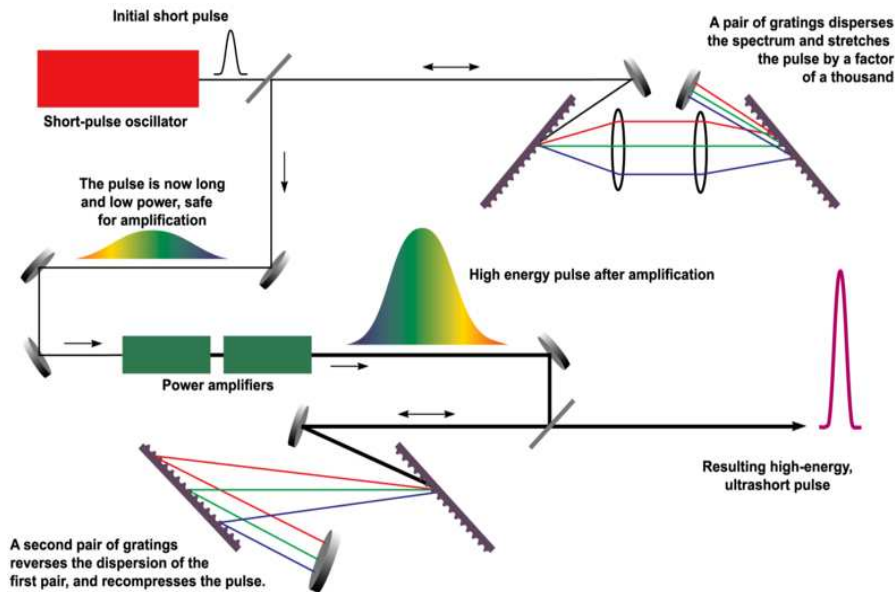 Initial short pulse
A pair of gratings disperses
the spectrum and stretches
the pulse by a factor
of a thousand
Short-pulse oscillator
The pulse is now long
and low power, safe
for amplification
High energy pulse after amplification
Power amplifiers
Resulting high-energy,
ultrashort pulse
A second pair of gratings
reverses the dispersion of the
first pair, and recompresses the pulse.